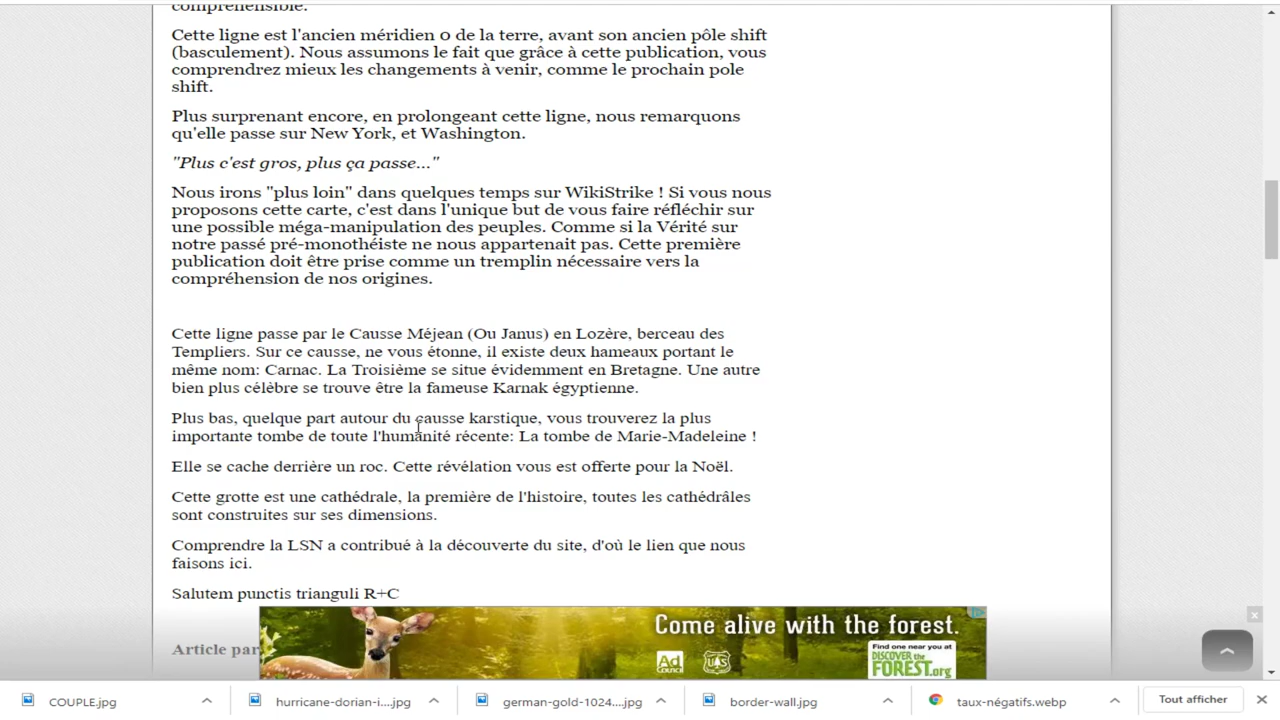 compréhensible.
Cette ligne est l'ancien méridien 0 de la terre, avant son ancien pôle shift
(basculement). Nous assumons le fait que grâce à cette publication, vous
comprendrez mieux les changements à venir, comme le prochain pole
shift.
Plus surprenant encore, en prolongeant cette ligne, nous remarquons
qu'elle passe sur New York, et Washington.
"Plus c'est gros, plus ça passe..."
Nous irons "plus loin" dans quelques temps sur WikiStrike ! Si vous nous
proposons cette carte, c'est dans l'unique but de vous faire réfléchir sur
une possible méga-manipulation des peuples. Comme si la Vérité sur
notre passé pré-monothéiste ne nous appartenait pas. Cette première
publication doit être prise comme un tremplin nécessaire vers la
compréhension de nos origines.
Cette ligne passe par le Causse Méjean (Ou Janus) en Lozère, berceau des
Templiers. Sur ce causse, ne vous étonne, il existe deux hameaux portant le
même nom: Carnac. La Troisième se situe évidemment en Bretagne. Une autre
bien plus célèbre se trouve être la fameuse Karnak égyptienne.
Plus bas, quelque part autour du causse karstique, vous trouverez la plus
importante tombe de toute l'humanité récente: La tombe de Marie-Madeleine !
Elle se cache derrière un roc. Cette révélation vous est offerte pour la Noël.
Cette grotte est une cathédrale, la première de l'histoire, toutes les cathédrâles
sont construites sur ses dimensions.
Comprendre la LSN a contribué à la découverte du site, d'où le lien que nous
faisons ici.
Salutem punctis trianguli R+C
Article par
Come alive with the forest.
Ad
COUNCIL
UAS
Find one near you at
DISCOVER
THE
FOREST.org
COUPLE.jpg
hurricane-dorian-i....jpg
german-gold-1024....jpg
border-wall.jpg
taux-négatifs.webp
Tout afficher